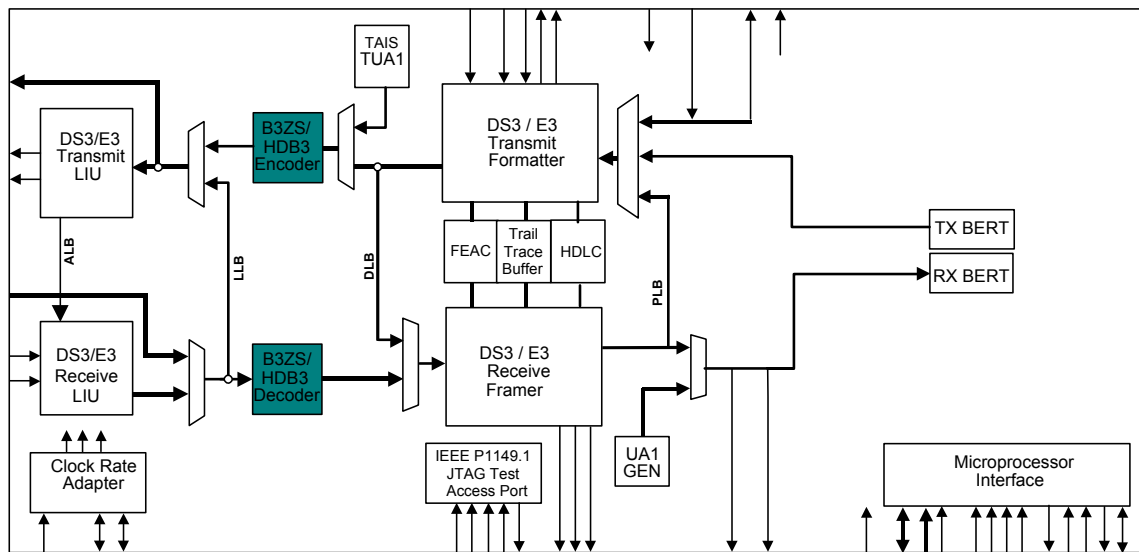 TAIS
TUA1
DS3/E3
Transmit
LIU
B3ZS/
HDB3
Encoder
DS3 / E3
Transmit
Formatter
FEAC
Trail
Trace
Buffer
HDLC
TX BERT
RX BERT
ALB
LLB
DLB
PLB
DS3/E3
Receive
LIU
B3ZS/
HDB3
Decoder
DS3 / E3
Receive
Framer
UA1
GEN
Clock Rate
Adapter
IEEE P1149.1
JTAG Test
Access Port
Microprocessor
Interface